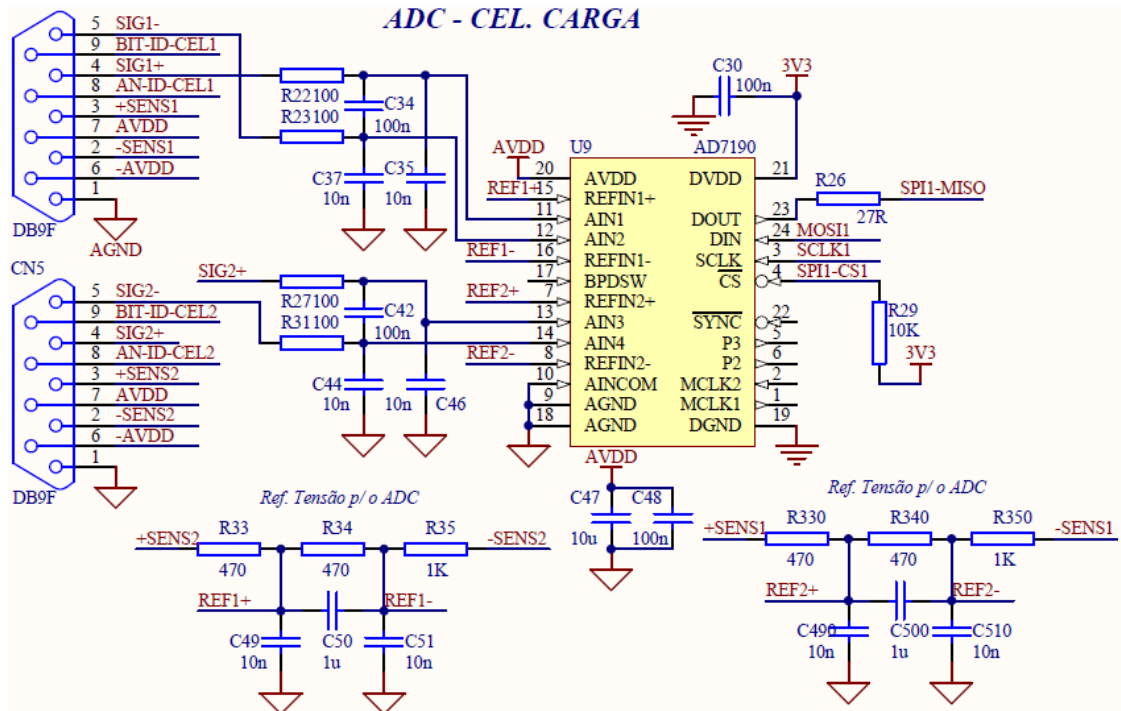 ADC - CEL. CARGA
5 SIG1-
9 BIT-ID-CEL1
4 SIG1+
8 AN-ID-CEL1
3 +SENS1
7 AVDD
2 -SENS1
6 -AVDD
1
DB9F
AGND
R22100
R23100
C34
100n
C37
10n
C35
10n
C30
100n
3V3
AVDD
U9
AD7190
20 AVDD
REF1+ 15 REFIN1+
11 AIN1
12 AIN2
REF1- 16 REFIN1-
17 BPDSW
REF2+ 7 REFIN2+
13 AIN3
14 AIN4
REF2- 8 REFIN2-
10 AINCOM
9 AGND
18 AGND
DVDD 21
DOUT 23
DIN 24 MOSI1
SCLK 3 SCLK1
CS 4 SPI1-CS1
SYNC 22
P3 5
P2 6
MCLK2 2
MCLK1 1
DGND 19
R26
27R
SPI1-MISO
R29
10K
3V3
CN5
SIG2+
5 SIG2-
9 BIT-ID-CEL2
4 SIG2+
8 AN-ID-CEL2
3 +SENS2
7 AVDD
2 -SENS2
6 -AVDD
1
DB9F
R27100
R31100
C42
100n
C44
10n
10n C46
AVDD
C47
10u
C48
100n
Ref. Tensão p/ o ADC
+SENS2
R33
470
R34
470
R35
1K
-SENS2
REF1+
REF1-
C49
10n
C50
1u
C51
10n
Ref. Tensão p/ o ADC
+SENS1
R330
470
R340
470
R350
1K
-SENS1
REF2+
REF2-
C490
10n
C500
1u
C510
10n